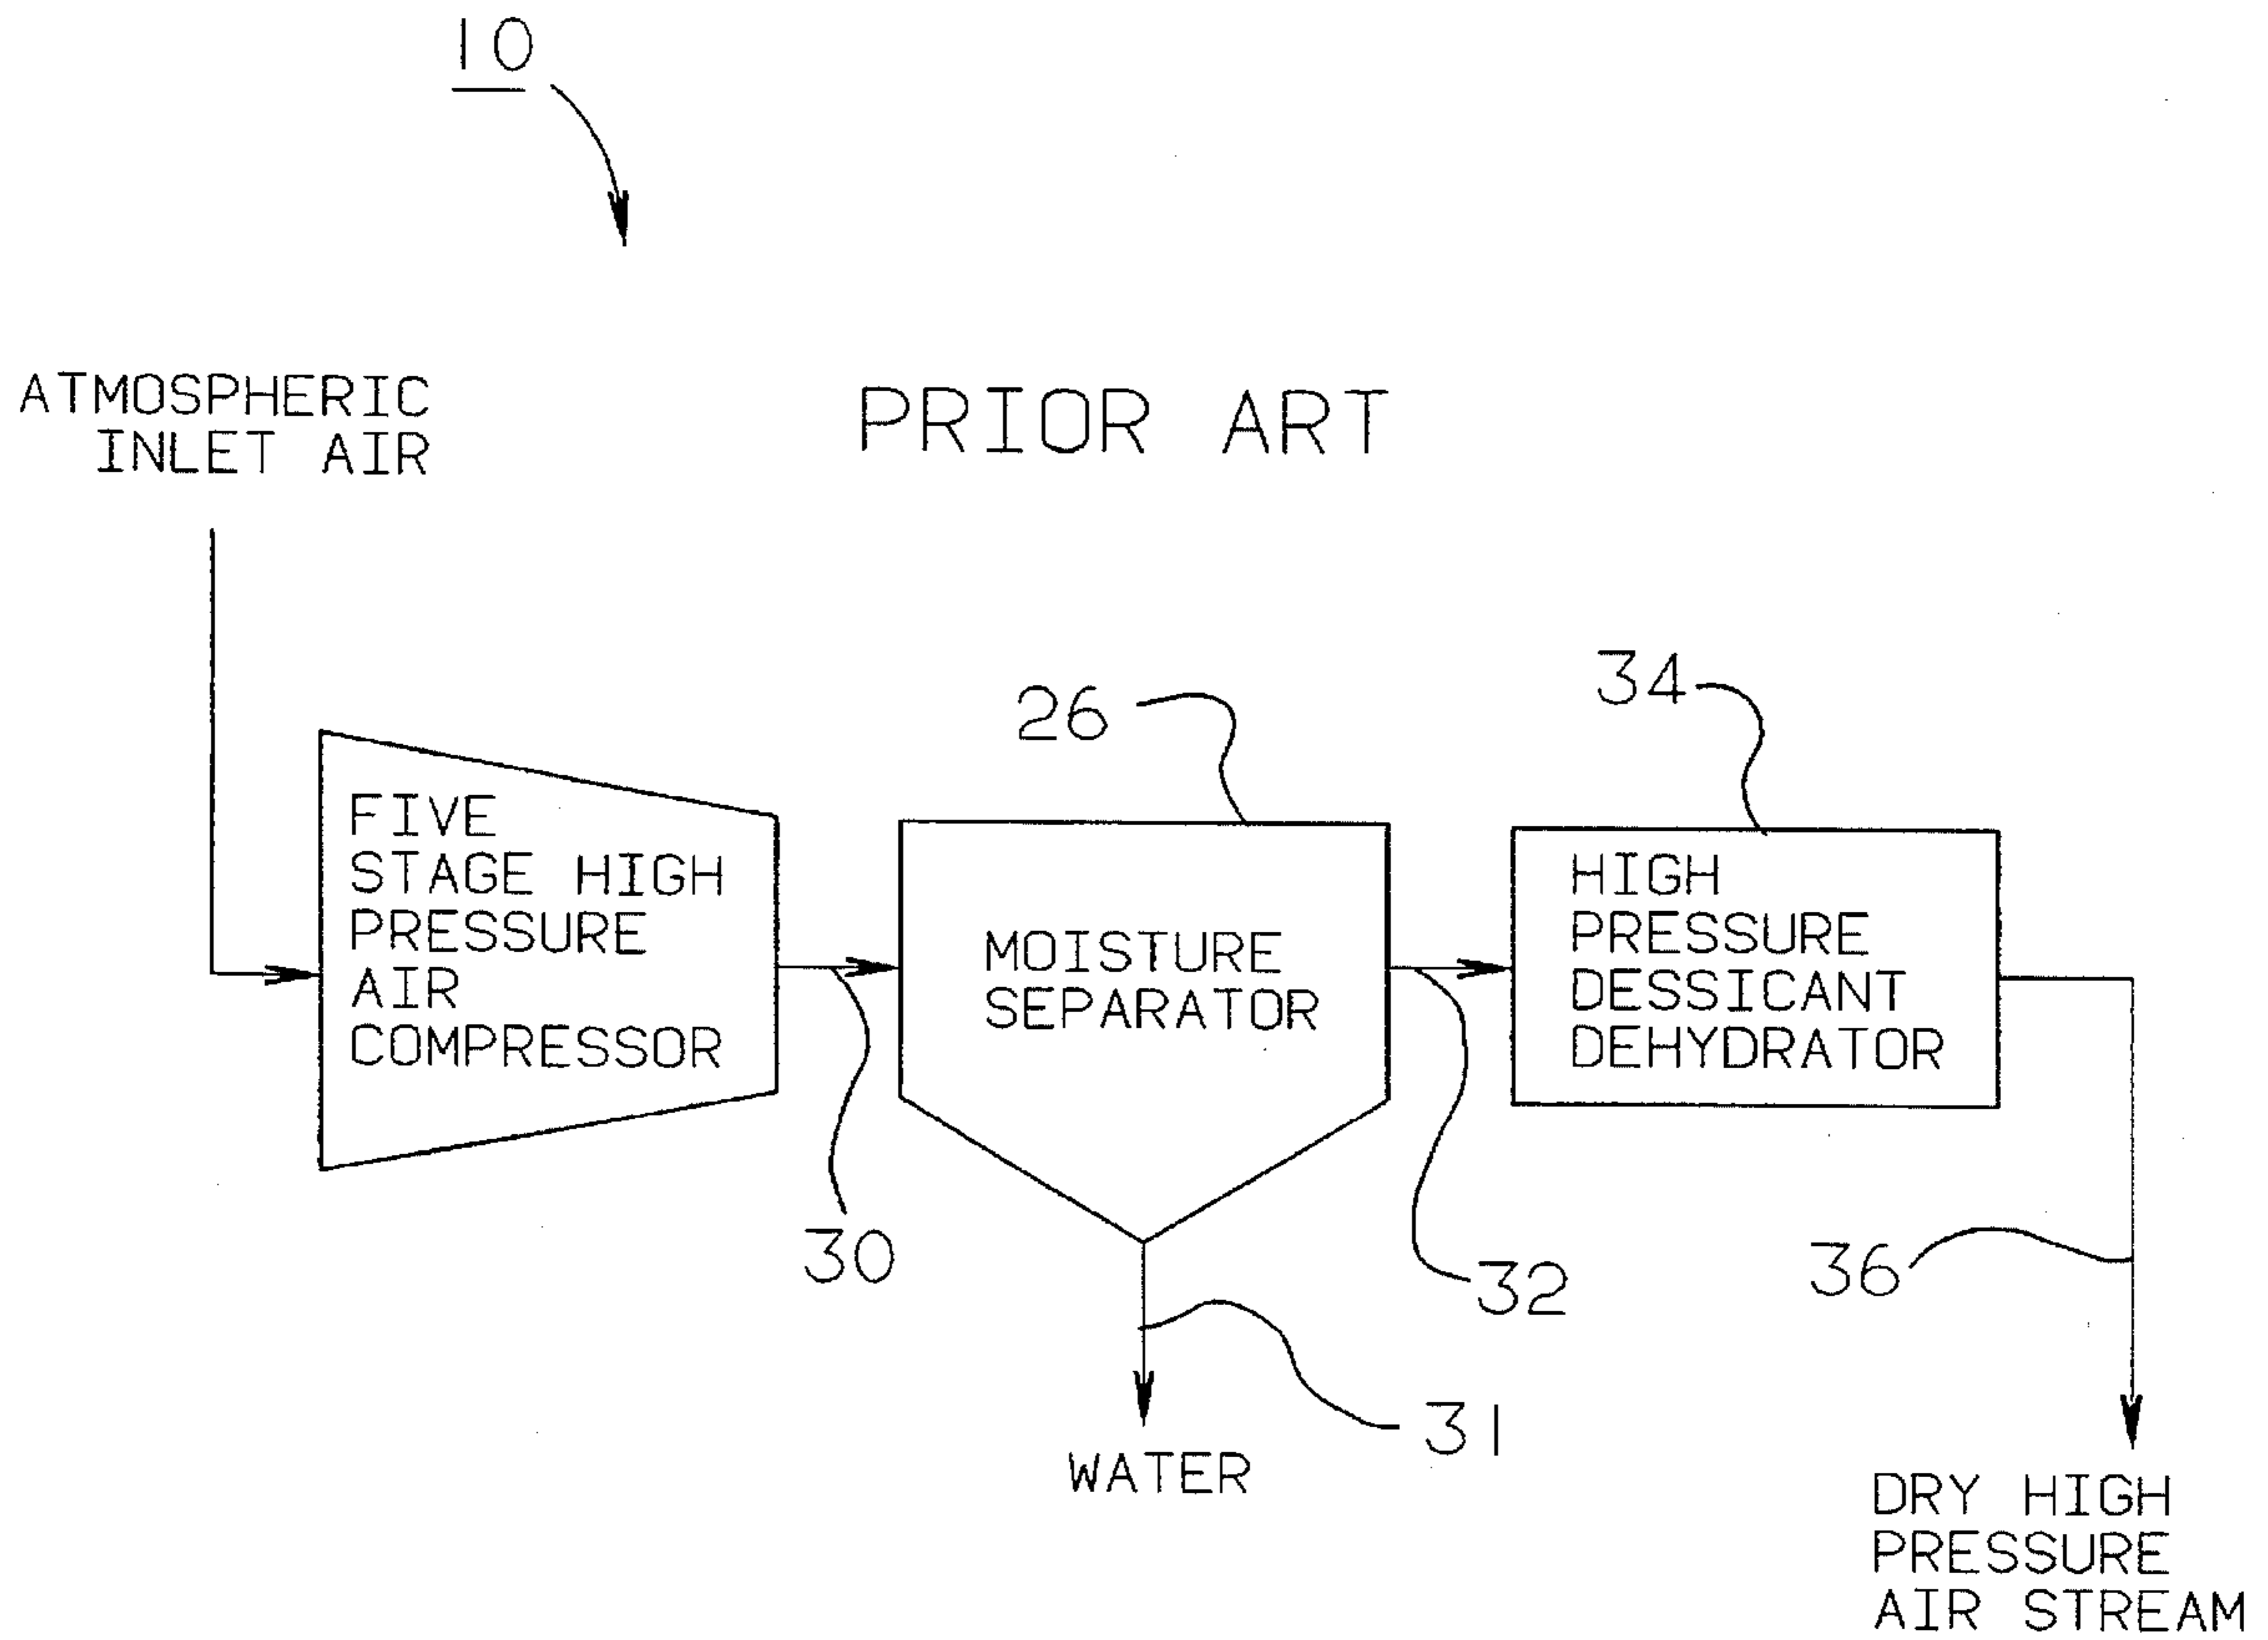 10
ATMOSPHERIC
INLET AIR
PRIOR ART
26
34
FIVE
STAGE HIGH
PRESSURE
AIR
COMPRESSOR
MOISTURE
SEPARATOR
HIGH
PRESSURE
DESSICANT
DEHYDRATOR
30
32
36
31
WATER
DRY HIGH
PRESSURE
AIR STREAM